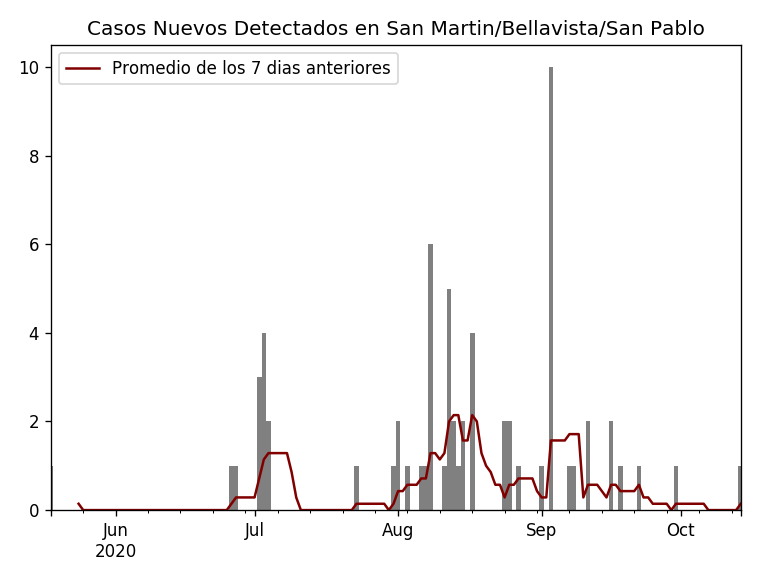 Casos Nuevos Detectados en San Martin/Bellavista/San Pablo
Promedio de los 7 dias anteriores
10
8
6
4
2
0
Jun Jul Aug Sep Oct
2020